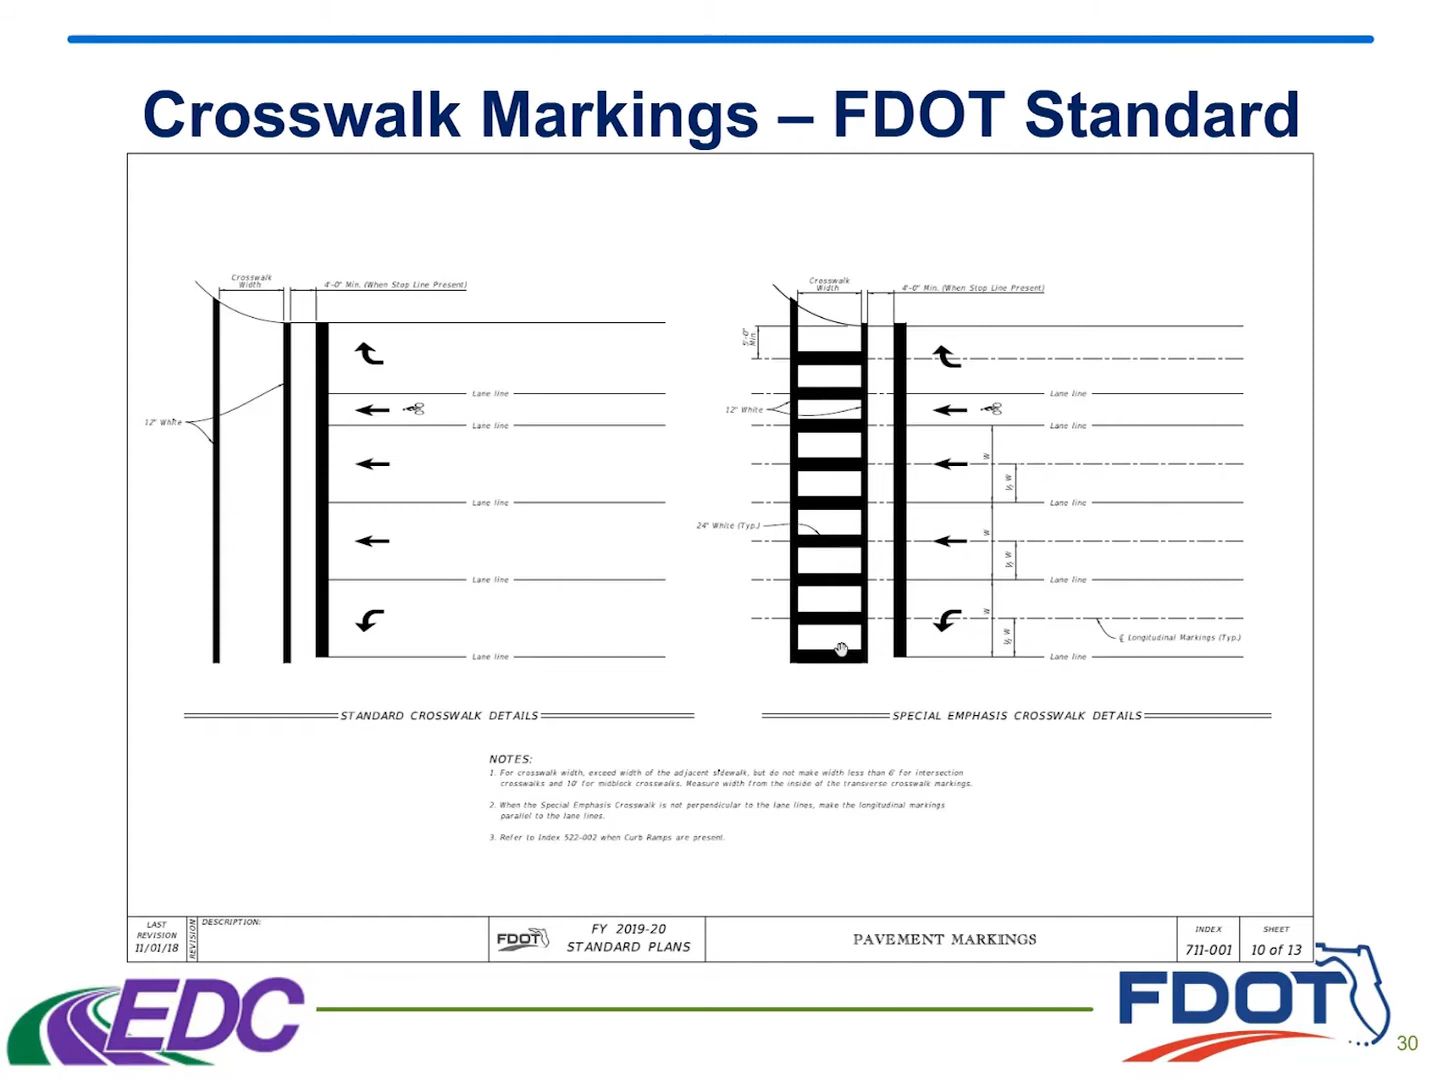 Crosswalk Markings – FDOT Standard
Crosswalk
Width
4'-0" Min. (When Stop Line Present)
Lane line
12" White
Lane line
Lane line
Lane line
Lane line
STANDARD CROSSWALK DETAILS
Crosswalk
Width
4'-0" Min. (When Stop Line Present)
5'-0"
Min.
Lane line
12" White
Lane line
W
½ W
Lane line
24" White (Typ.)
W
½ W
Lane line
W
½ W
℄ Longitudinal Markings (Typ.)
Lane line
SPECIAL EMPHASIS CROSSWALK DETAILS
NOTES:
1. For crosswalk width, exceed width of the adjacent sidewalk, but do not make width less than 6' for intersection
crosswalks and 10' for midblock crosswalks. Measure width from the inside of the transverse crosswalk markings.
2. When the Special Emphasis Crosswalk is not perpendicular to the lane lines, make the longitudinal markings
parallel to the lane lines.
3. Refer to Index 522-002 when Curb Ramps are present.
LAST
REVISION
11/01/18
REVISION
DESCRIPTION:
FDOT
FY 2019-20
STANDARD PLANS
PAVEMENT MARKINGS
INDEX
711-001
SHEET
10 of 13
EDC
FDOT
30